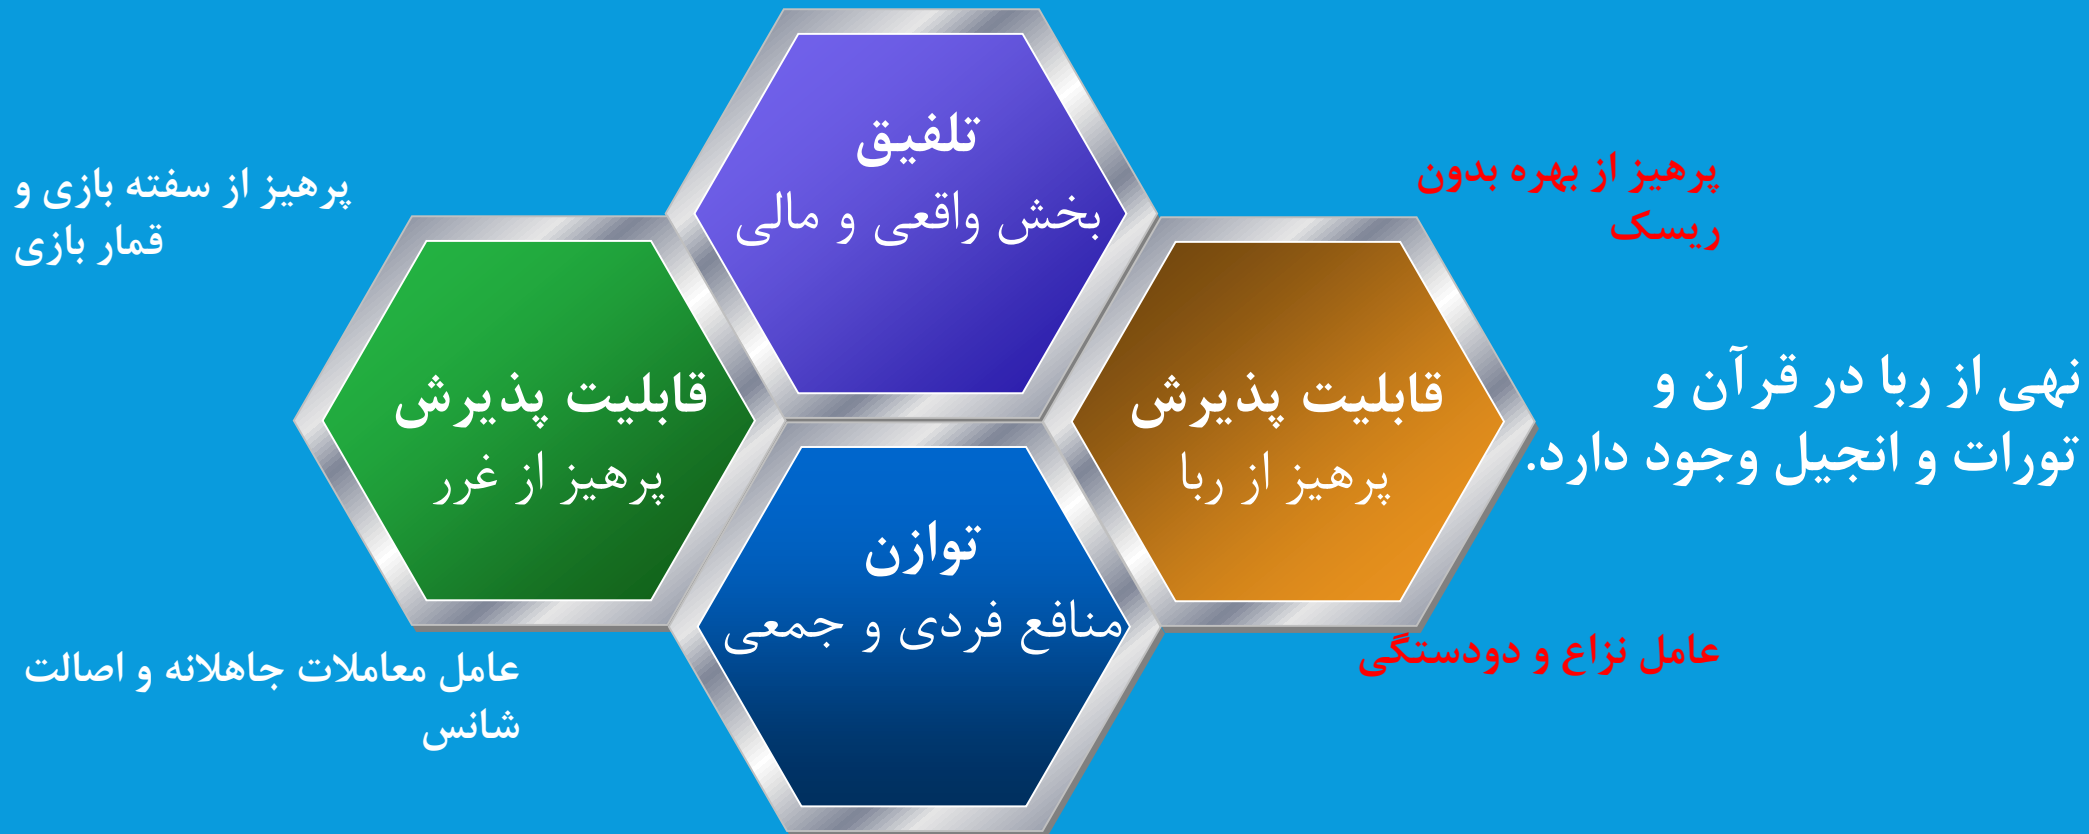 تلفیق
بخش واقعی و مالی
پرهیز از بهره بدون
ریسک
قابلیت پذیرش
پرهیز از ربا
نهی از ربا در قرآن و
تورات و انجیل وجود دارد.
عامل نزاع و دودستگی
پرهیز از سفته بازی و
قمار بازی
قابلیت پذیرش
پرهیز از غرر
عامل معاملات جاهلانه و اصالت
شانس
توازن
منافع فردی و جمعی